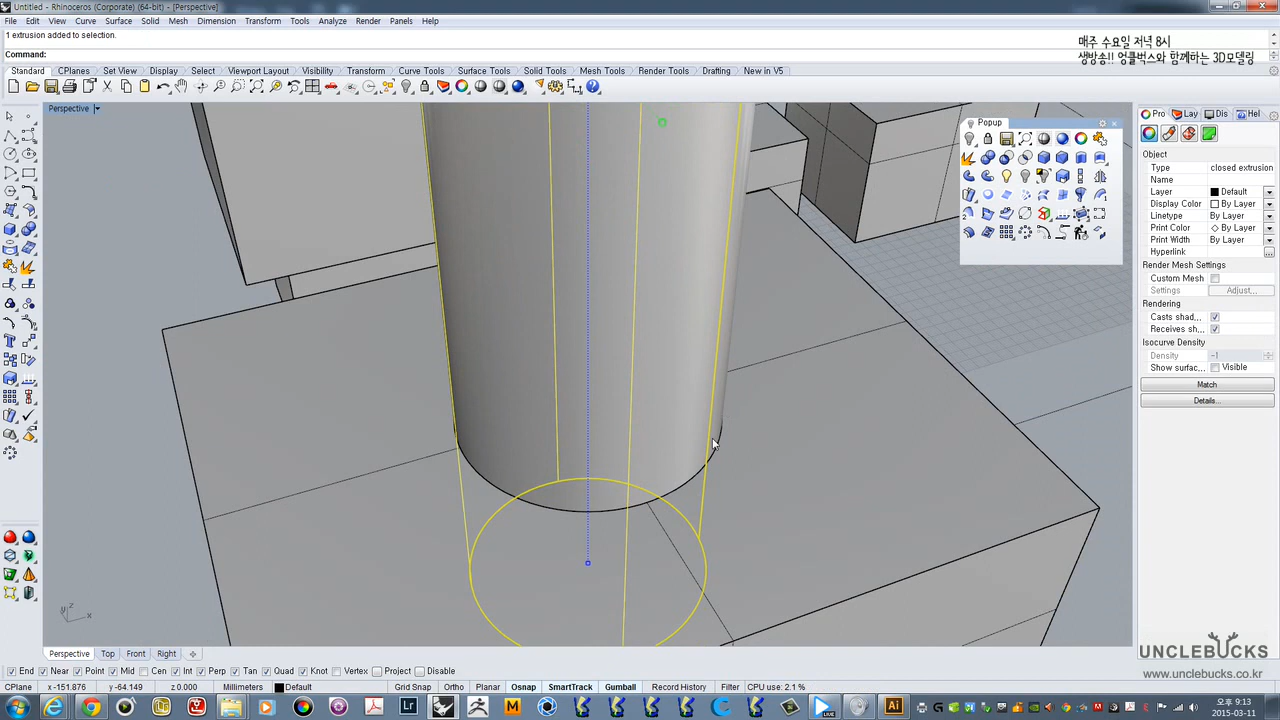 Untitled - Rhinoceros (Corporate) (64-bit) - [Perspective]
File Edit View Curve Surface Solid Mesh Dimension Transform Tools Analyze Render Panels Help
1 extrusion added to selection.
Command:
매주 수요일 저녁 8시
생방송!! 엉클벅스와 함께하는 3D모델링
Standard CPlanes Set View Display Select Viewport Layout Visibility Transform Curve Tools Surface Tools Solid Tools Mesh Tools Render Tools Drafting New in V5
Perspective
Popup
Pro Lay Dis Hel
Object
Type closed extrusion
Name
Layer Default
Display Color By Layer
Linetype By Layer
Print Color By Layer
Print Width By Layer
Hyperlink
Render Mesh Settings
Custom Mesh
Settings Adjust...
Rendering
Casts shad...
Receives sh...
Isocurve Density
Density -1
Show surfac... Visible
Match
Details...
z
y
x
Perspective Top Front Right
End Near Point Mid Cen Int Perp Tan Quad Knot Vertex Project Disable
UNCLEBUCKS
www.unclebucks.co.kr
CPlane x -151.876 y -64.149 z 0.000 Millimeters Default Grid Snap Ortho Planar Osnap SmartTrack Gumball Record History Filter CPU use: 2.1 %
Lr
M
LIVE
Ai
오후 9:13
2015-03-11